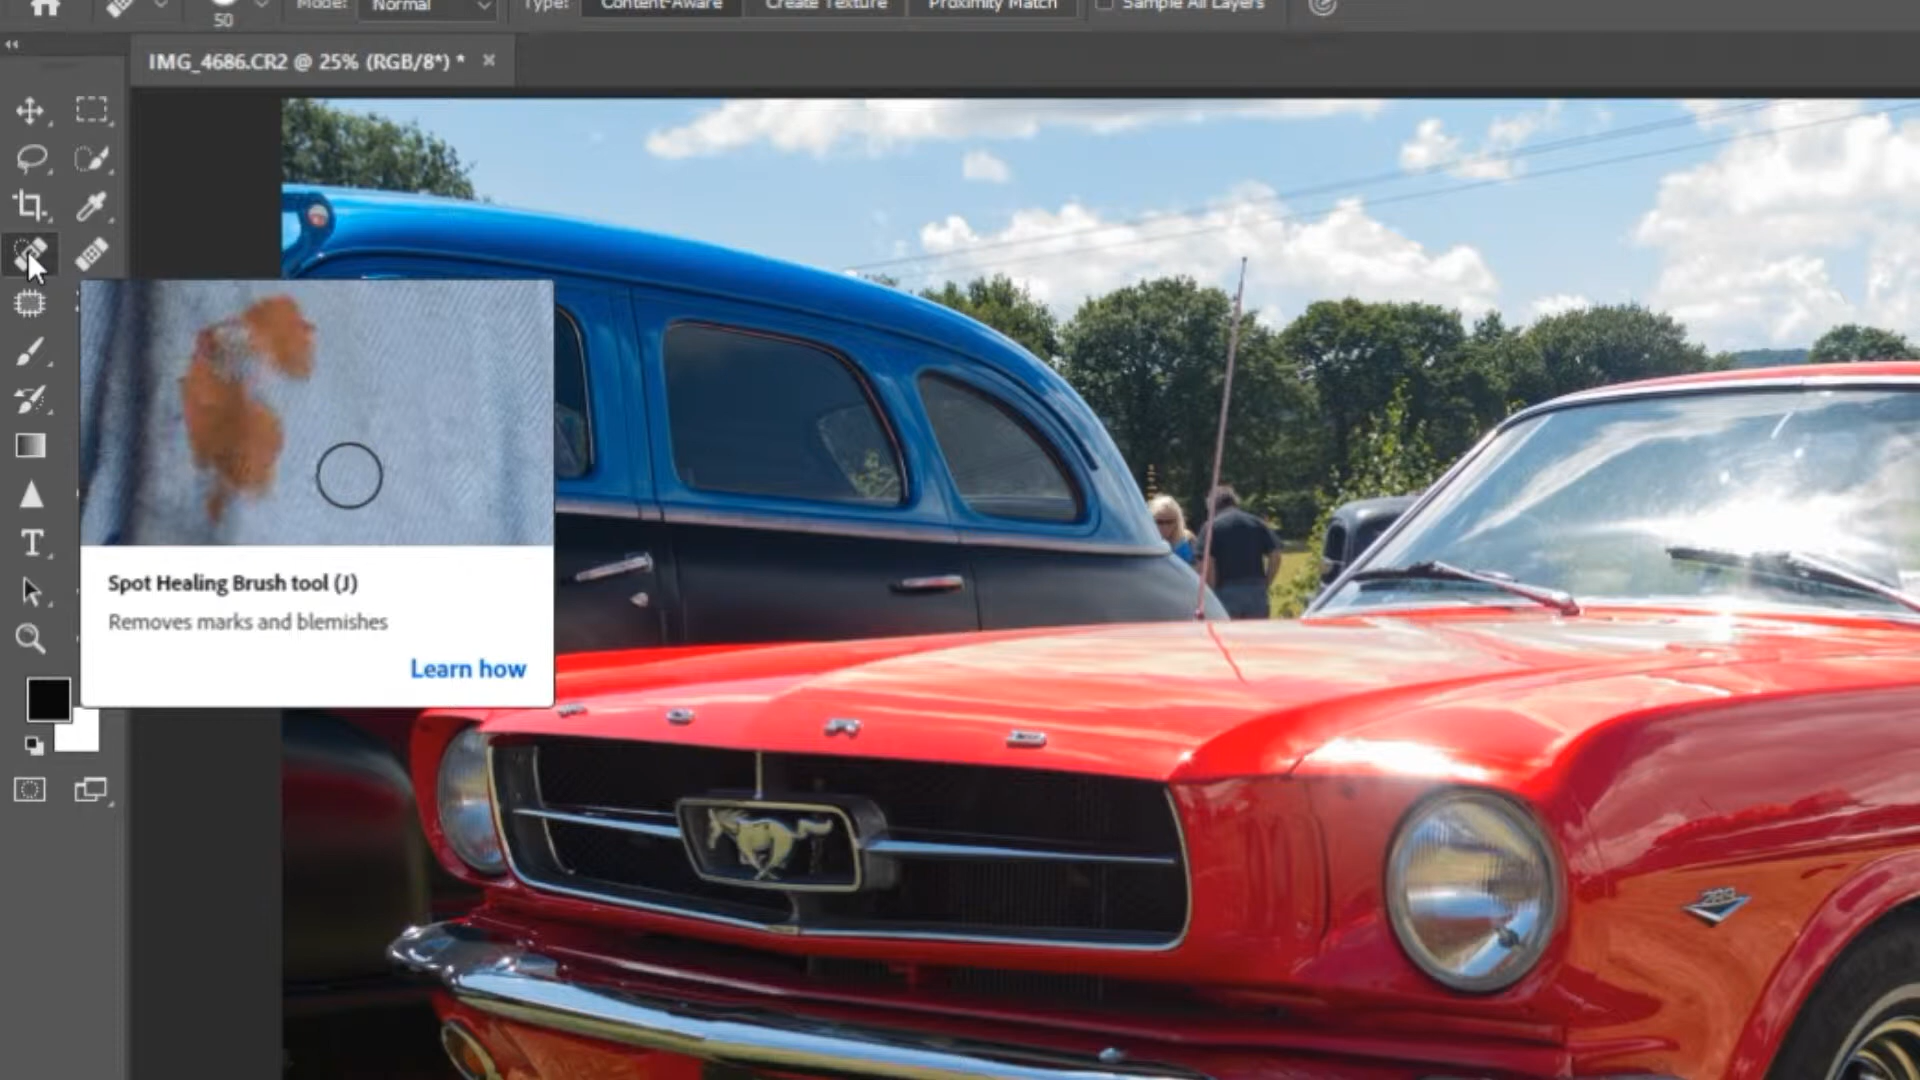 Mode: Normal Type: Content-Aware Create Texture Proximity Match Sample All Layers
50
IMG_4686.CR2 @ 25% (RGB/8*) * ×
T
Spot Healing Brush tool (J)
Removes marks and blemishes
Learn how
F O R D
289